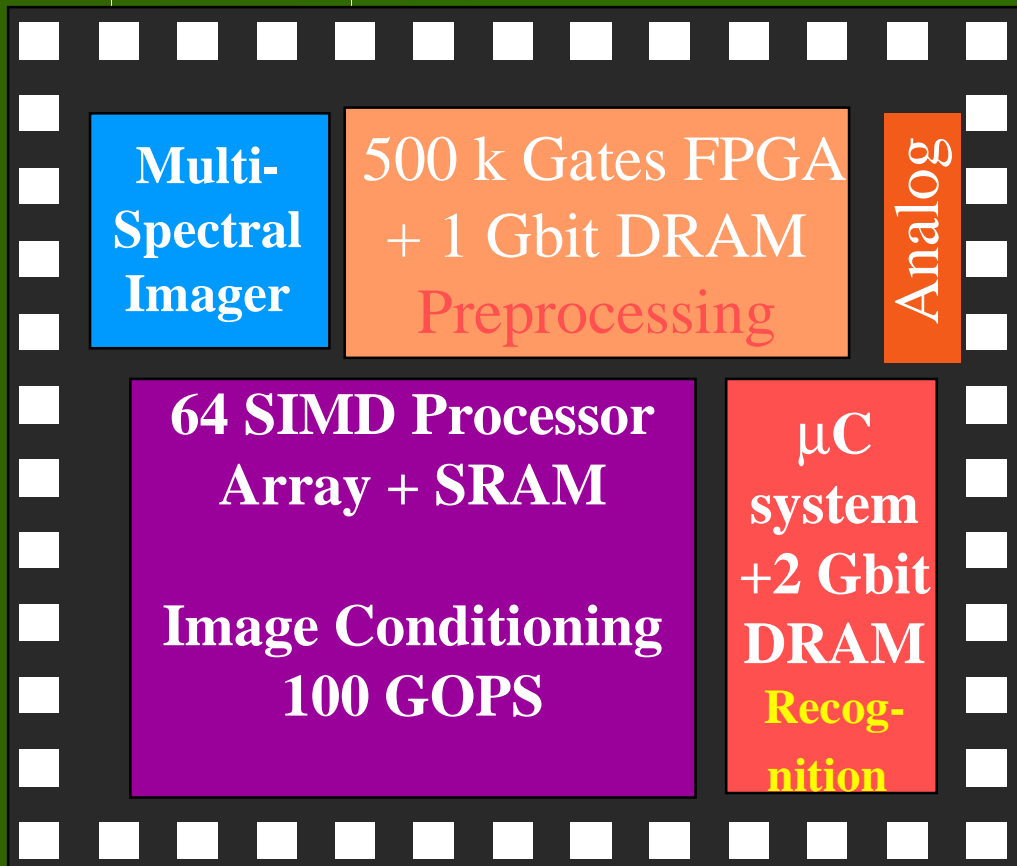 Multi-
Spectral
Imager
500 k Gates FPGA
+ 1 Gbit DRAM
Preprocessing
Analog
64 SIMD Processor
Array + SRAM
Image Conditioning
100 GOPS
μC
system
+2 Gbit
DRAM
Recog-
nition